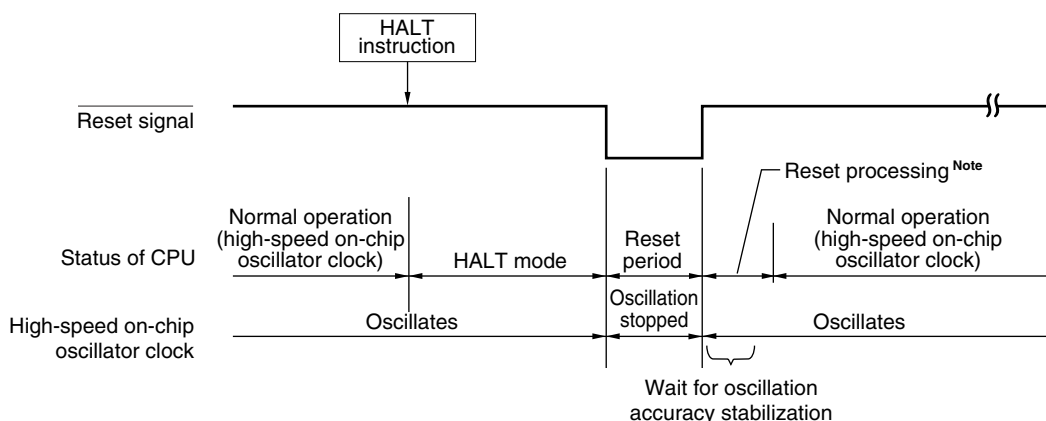 HALT
instruction
Reset signal
Reset processing Note
Normal operation
(high-speed on-chip
oscillator clock)
Reset
period
Normal operation
(high-speed on-chip
oscillator clock)
Status of CPU
HALT mode
Oscillation
stopped
High-speed on-chip
oscillator clock
Oscillates
Oscillates
Wait for oscillation
accuracy stabilization